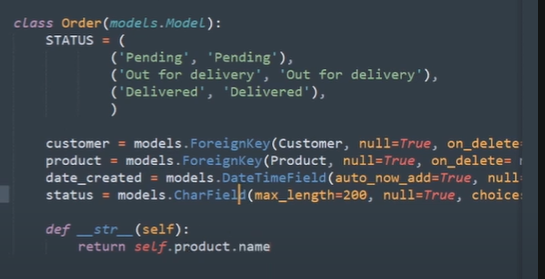 class Order(models.Model):
    STATUS = (
            ('Pending', 'Pending'),
            ('Out for delivery', 'Out for delivery'),
            ('Delivered', 'Delivered'),
            )
    customer = models.ForeignKey(Customer, null=True, on_delete=
    product = models.ForeignKey(Product, null=True, on_delete=
    date_created = models.DateTimeField(auto_now_add=True, null=
    status = models.CharField(max_length=200, null=True, choice
    def __str__(self):
        return self.product.name